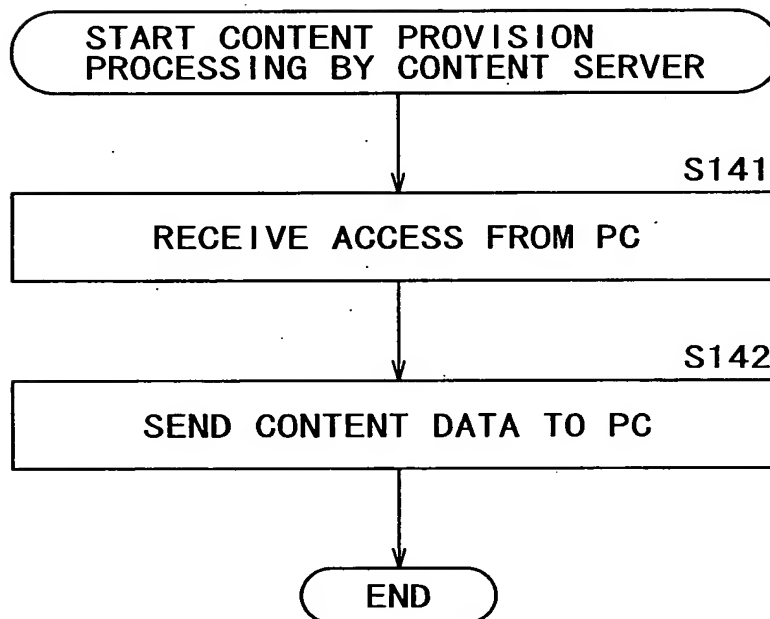 START CONTENT PROVISION
PROCESSING BY CONTENT SERVER
S141
RECEIVE ACCESS FROM PC
S142
SEND CONTENT DATA TO PC
END